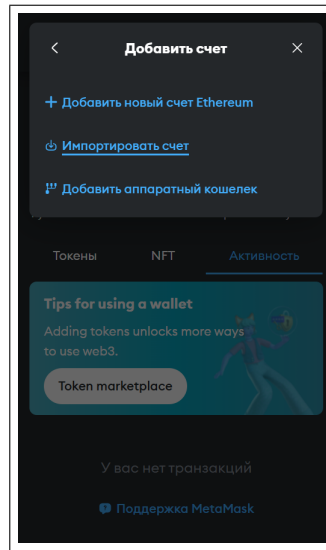 Добавить счет
Добавить новый счет Ethereum
Импортировать счет
Добавить аппаратный кошелек
Токены NFT Активность
Tips for using a wallet
Adding tokens unlocks more ways
to use web3.
Token marketplace
У вас нет транзакций
Поддержка MetaMask